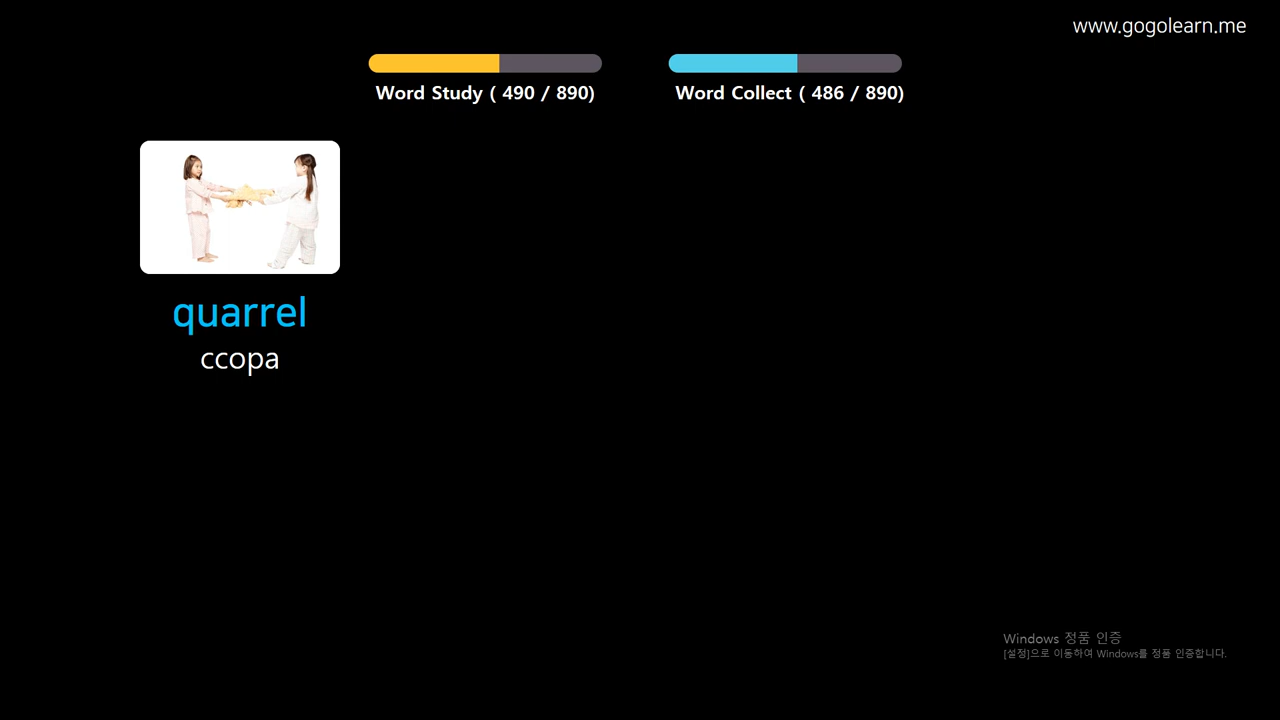 www.gogolearn.me
Word Study ( 490 / 890)
Word Collect ( 486 / 890)
quarrel
ccopa
Windows 정품 인증
[설정]으로 이동하여 Windows를 정품 인증합니다.